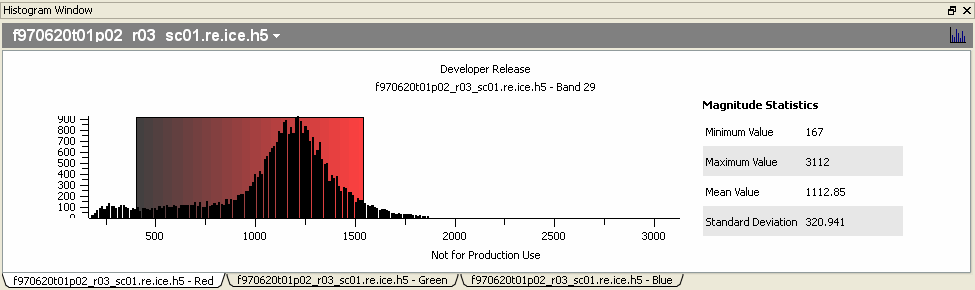 Histogram Window
f970620t01p02_r03_sc01.re.ice.h5
Developer Release
f970620t01p02_r03_sc01.re.ice.h5 - Band 29
900
800
700
600
500
400
300
200
100
0
500 1000 1500 2000 2500 3000
Not for Production Use
Magnitude Statistics
Minimum Value 167
Maximum Value 3112
Mean Value 1112.85
Standard Deviation 320.941
f970620t01p02_r03_sc01.re.ice.h5 - Red f970620t01p02_r03_sc01.re.ice.h5 - Green f970620t01p02_r03_sc01.re.ice.h5 - Blue